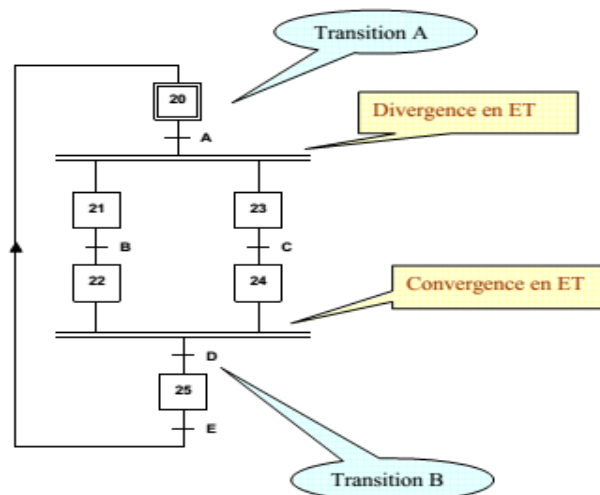 Transition A
20
A
Divergence en ET
21
23
B
C
22
24
Convergence en ET
D
25
E
Transition B